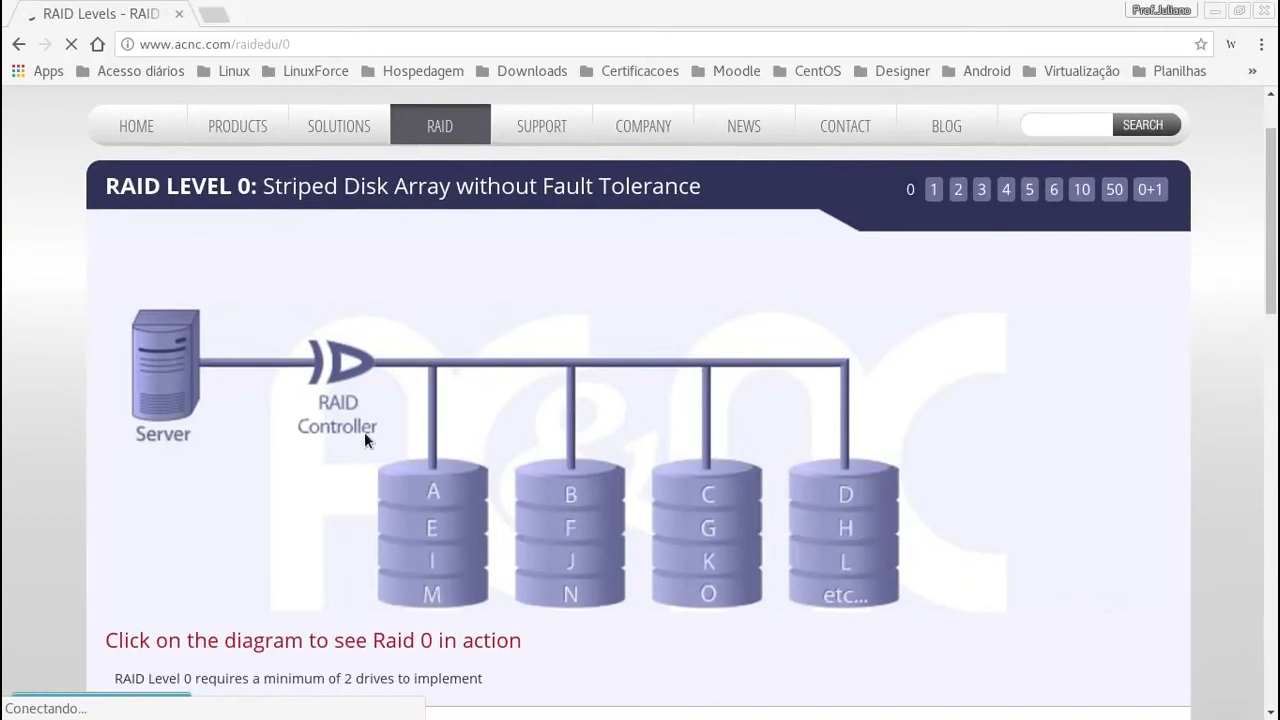 RAID Levels - RAID
Prof.Juliano
www.acnc.com/raidedu/0
W
Apps Acesso diários Linux LinuxForce Hospedagem Downloads Certificacoes Moodle CentOS Designer Android Virtualização Planilhas »
HOME PRODUCTS SOLUTIONS RAID SUPPORT COMPANY NEWS CONTACT BLOG SEARCH
RAID LEVEL 0: Striped Disk Array without Fault Tolerance 0 1 2 3 4 5 6 10 50 0+1
AC&NC
RAID
Controller
Server
A B C D
E F G H
I J K L
M N O etc...
Click on the diagram to see Raid 0 in action
RAID Level 0 requires a minimum of 2 drives to implement
Conectando...